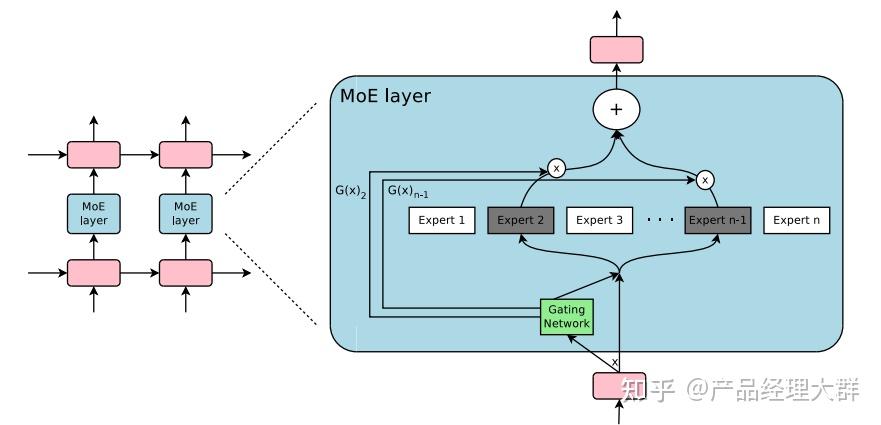 MoE layer
+
x
x
G(x)2
G(x)n-1
MoE
layer
MoE
layer
Expert 1
Expert 2
Expert 3
. . .
Expert n-1
Expert n
Gating
Network
x
知乎 @产品经理大群